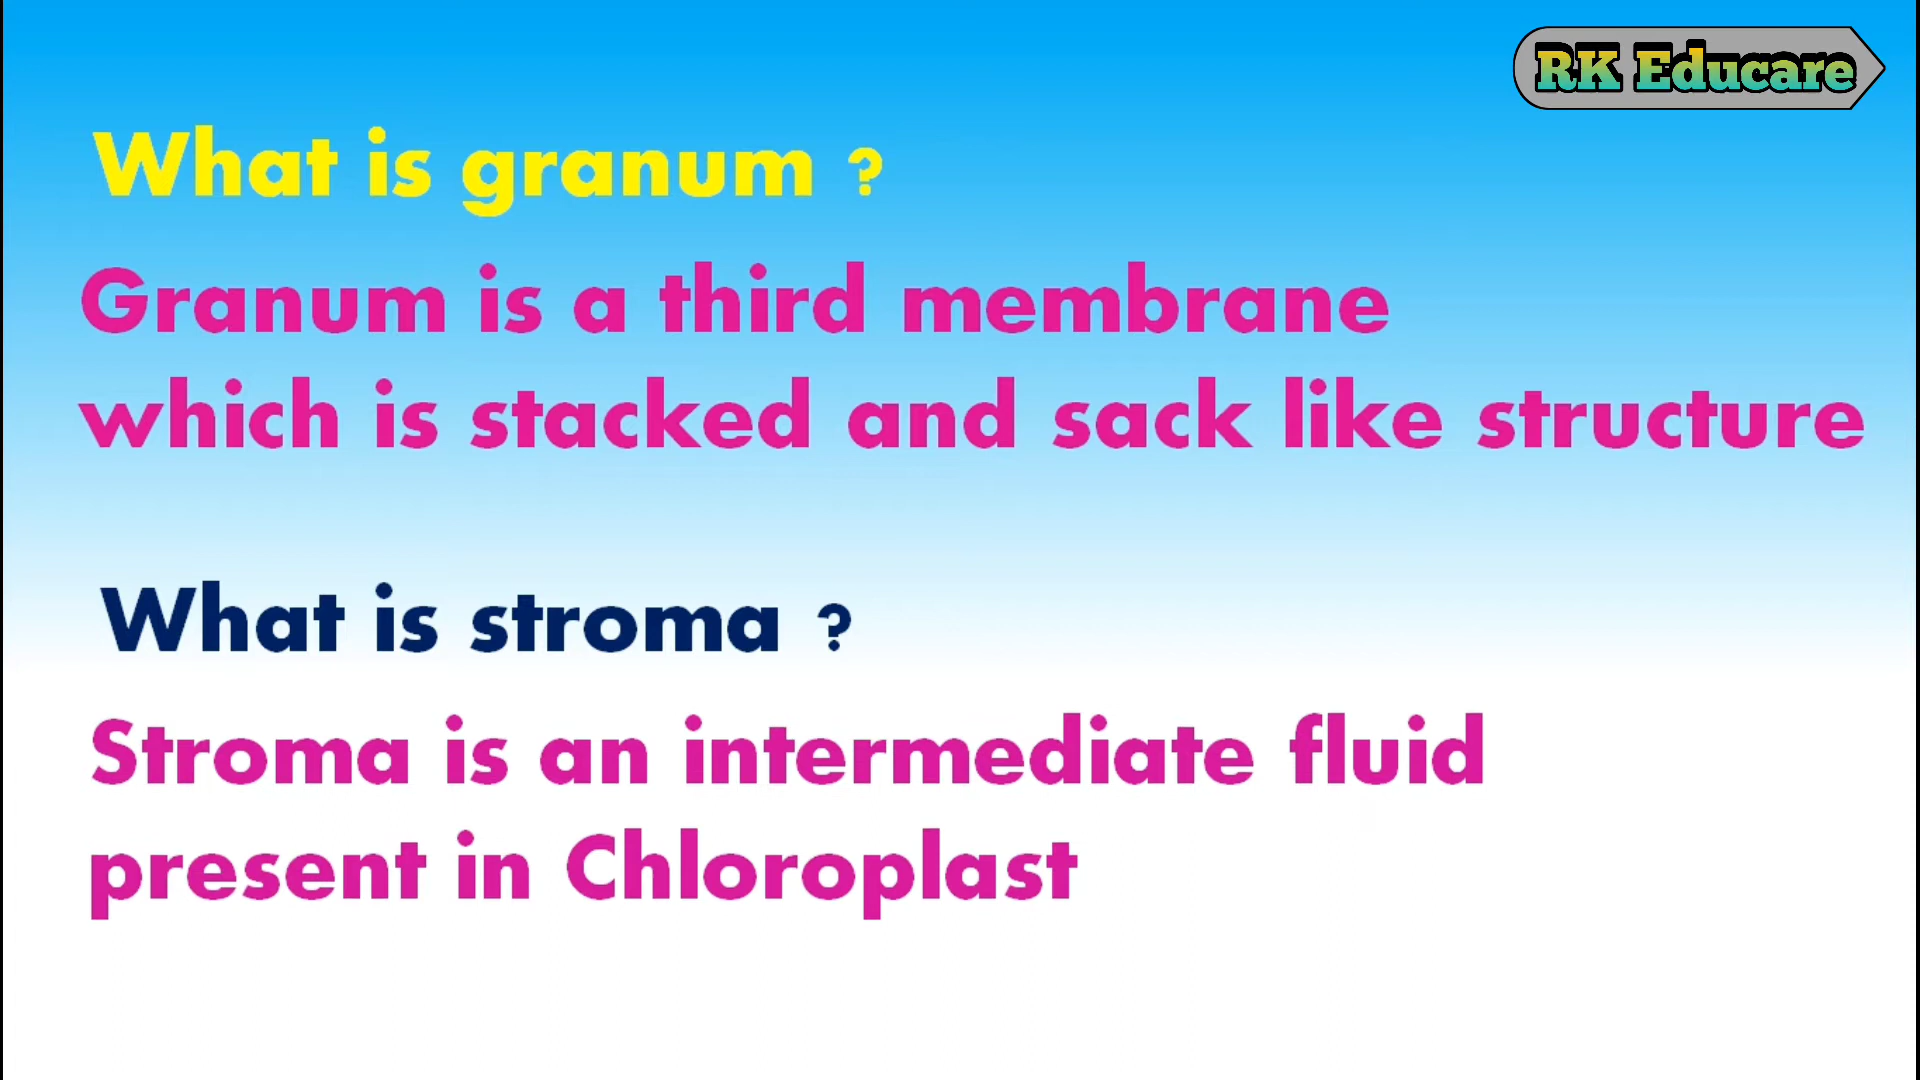 RK Educare
What is granum ?
Granum is a third membrane
which is stacked and sack like structure
What is stroma ?
Stroma is an intermediate fluid
present in Chloroplast